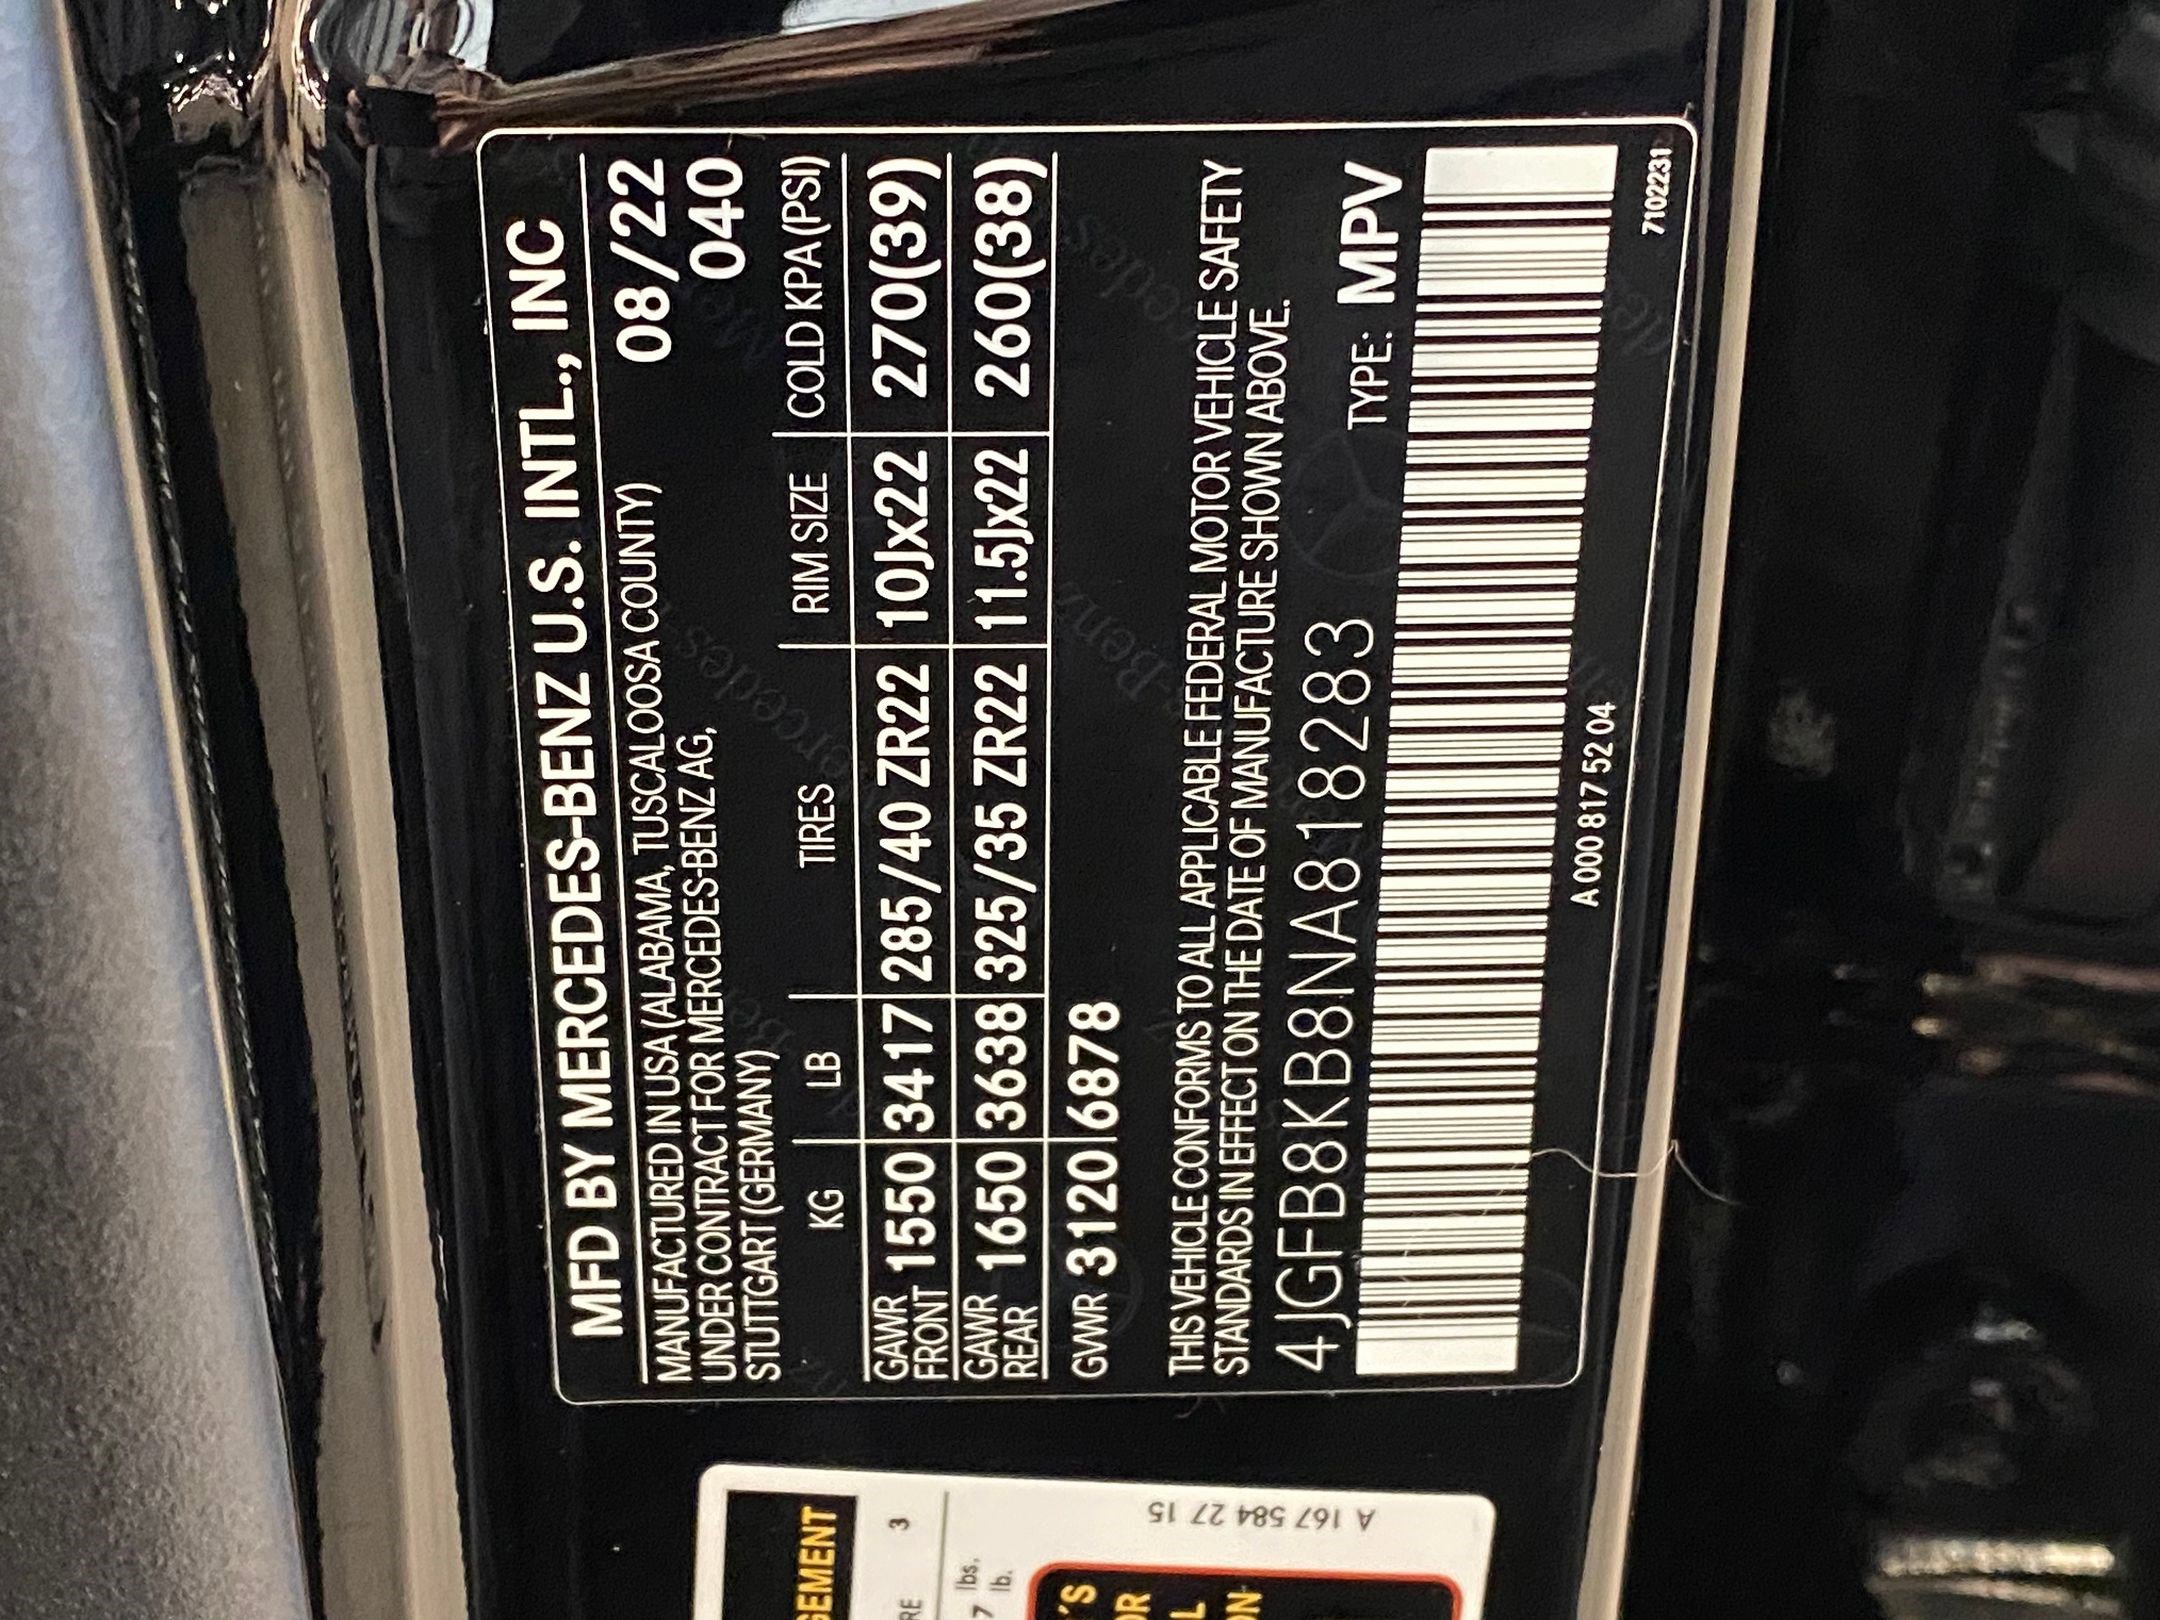 MFD BY MERCEDES-BENZ U.S. INTL., INC
MANUFACTURED IN USA (ALABAMA, TUSCALOOSA COUNTY) 08/22
UNDER CONTRACT FOR MERCEDES-BENZ AG, 040
STUTTGART (GERMANY)
KG LB TIRES RIM SIZE COLD KPA (PSI)
GAWR FRONT 1550 3417 285/40 ZR22 10Jx22 270(39)
GAWR REAR 1650 3638 325/35 ZR22 11.5Jx22 260(38)
GVWR 3120 6878
THIS VEHICLE CONFORMS TO ALL APPLICABLE FEDERAL MOTOR VEHICLE SAFETY
STANDARDS IN EFFECT ON THE DATE OF MANUFACTURE SHOWN ABOVE.
4JGFB8KB8NA818283 TYPE: MPV
A 000 817 52 04
7102231
3
7 lbs.
lb.
A 167 584 27 15